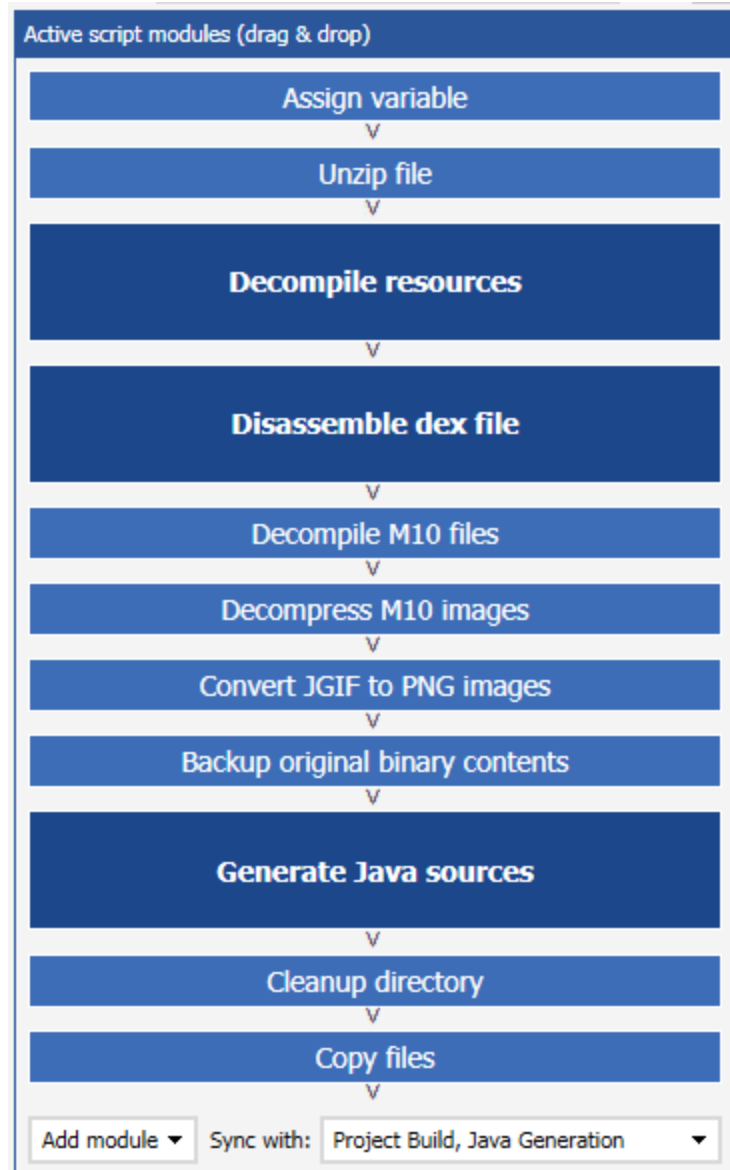 Active script modules (drag & drop)
Assign variable
v
Unzip file
v
Decompile resources
v
Disassemble dex file
v
Decompile M10 files
v
Decompress M10 images
v
Convert JGIF to PNG images
v
Backup original binary contents
v
Generate Java sources
v
Cleanup directory
v
Copy files
v
Add module Sync with: Project Build, Java Generation